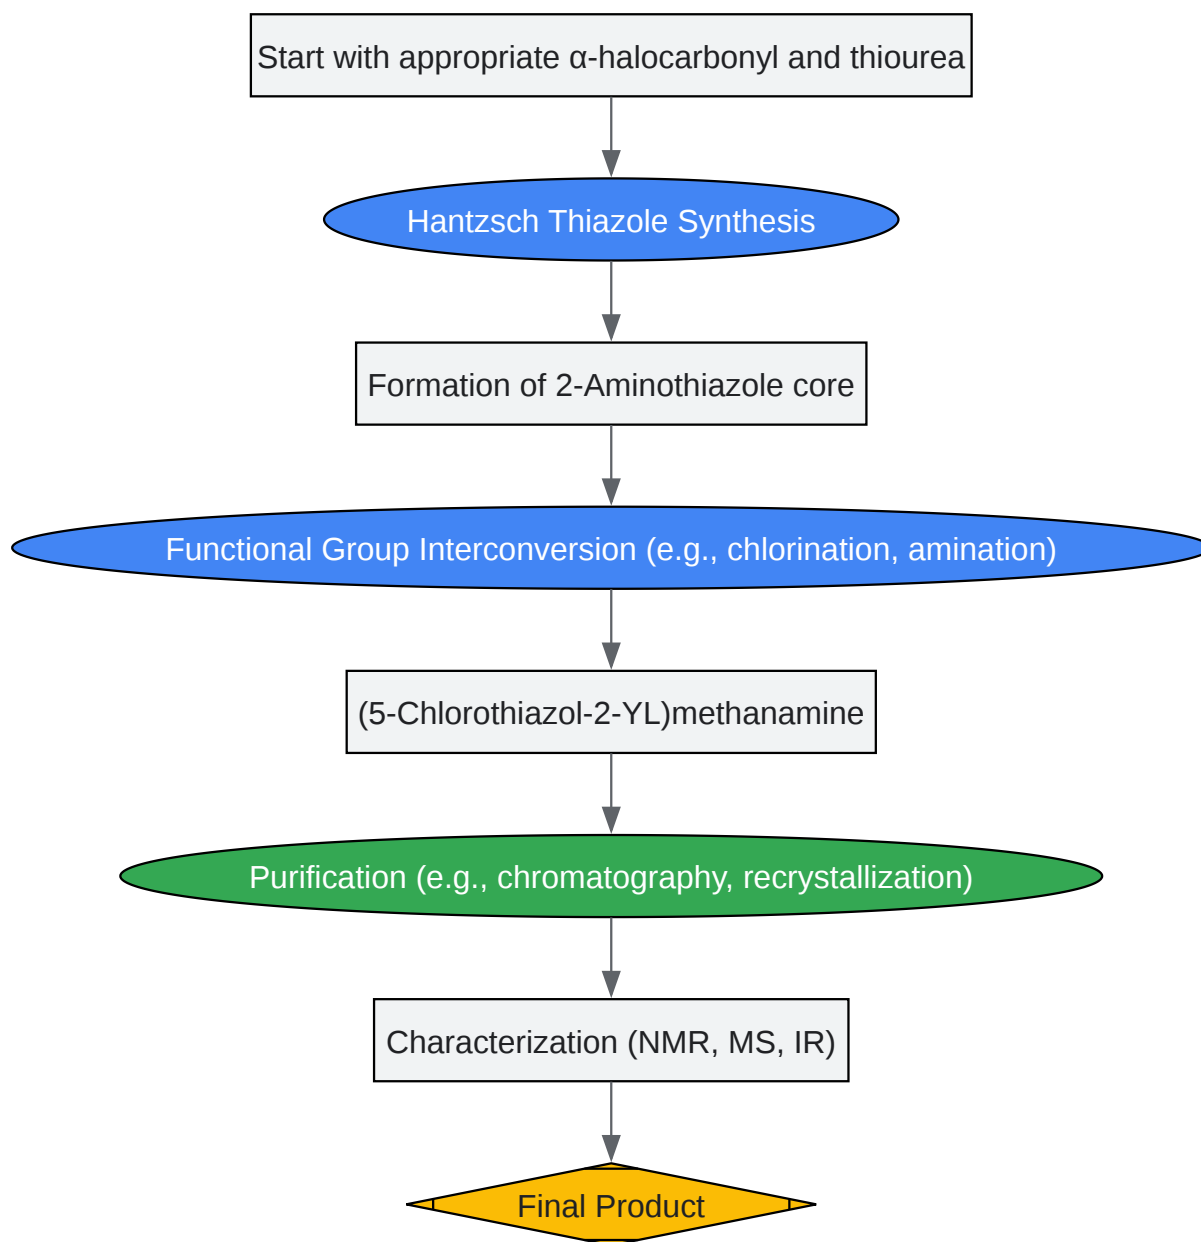 Start with appropriate α-halocarbonyl and thiourea
Hantzsch Thiazole Synthesis
Formation of 2-Aminothiazole core
Functional Group Interconversion (e.g., chlorination, amination)
(5-Chlorothiazol-2-YL)methanamine
Purification (e.g., chromatography, recrystallization)
Characterization (NMR, MS, IR)
Final Product